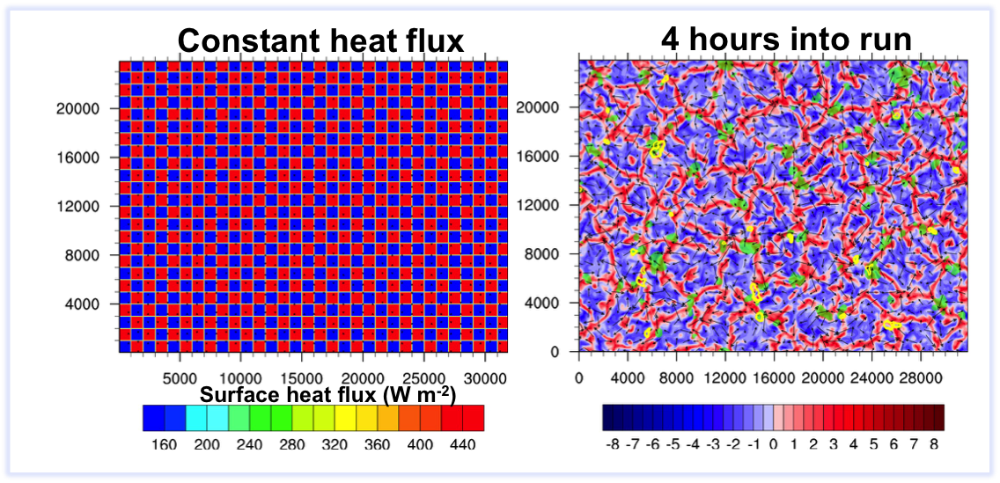 Constant heat flux
4 hours into run
20000
16000
12000
8000
4000
5000 10000 15000 20000 25000 30000
Surface heat flux (W m-2)
160 200 240 280 320 360 400 440
20000
16000
12000
8000
4000
0
0 4000 8000 12000 16000 20000 24000 28000
-8 -7 -6 -5 -4 -3 -2 -1 0 1 2 3 4 5 6 7 8